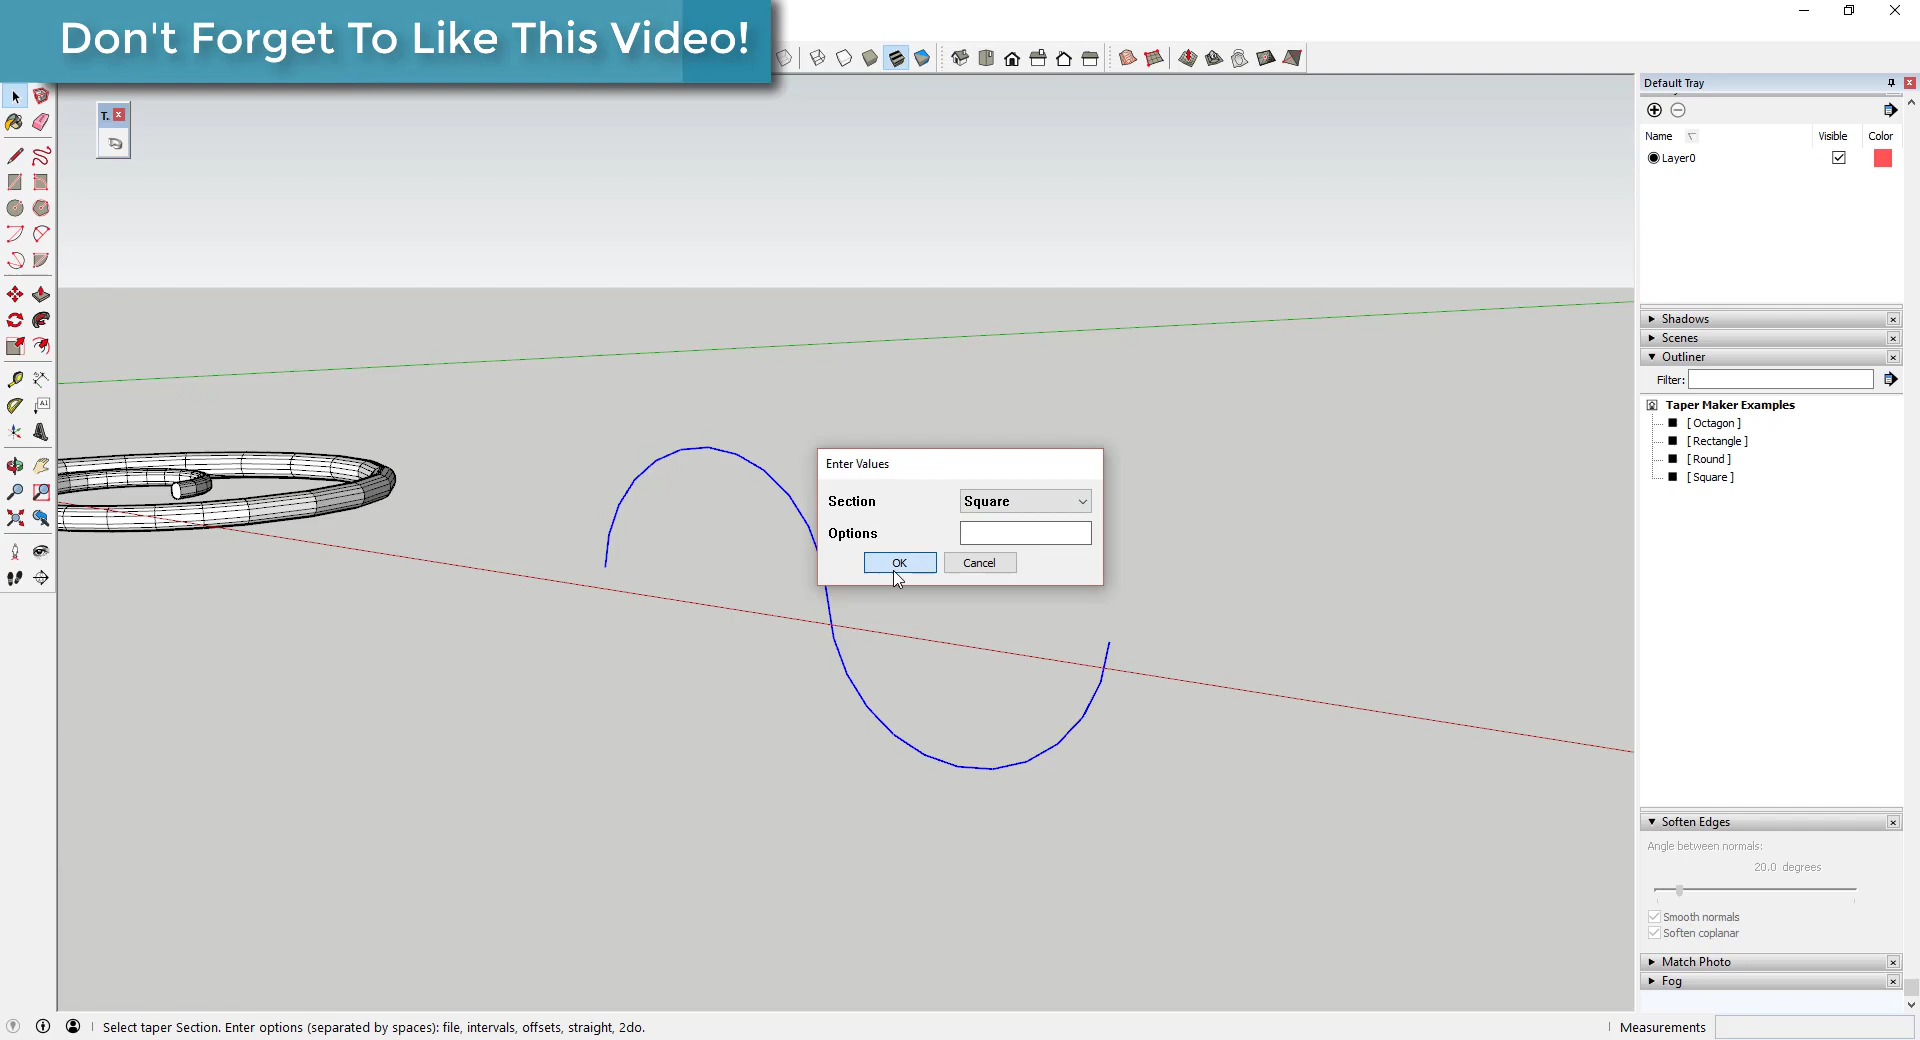 Don't Forget To Like This Video!
T.
A1
Enter Values
Section
Square
Options
OK
Cancel
Default Tray
Name
Visible
Color
Layer0
Shadows
Scenes
Outliner
Filter:
Taper Maker Examples
[ Octagon ]
[ Rectangle ]
[ Round ]
[ Square ]
Soften Edges
Angle between normals:
20.0 degrees
Smooth normals
Soften coplanar
Match Photo
Fog
Select taper Section. Enter options (separated by spaces): file, intervals, offsets, straight, 2do.
Measurements